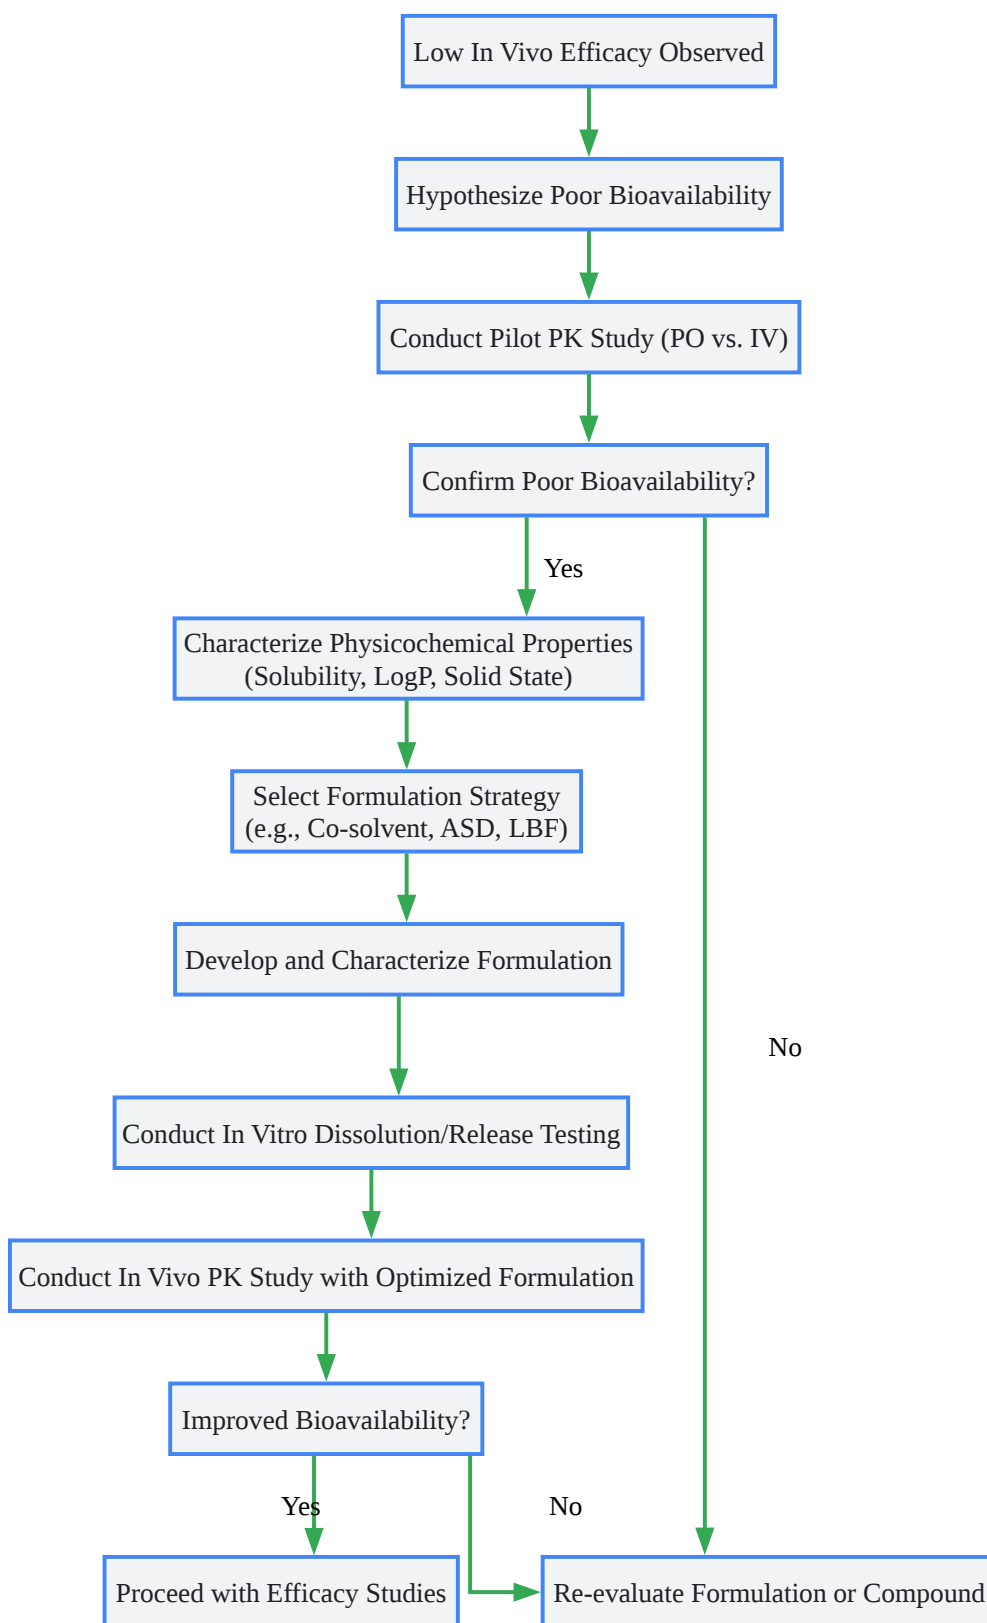 Low In Vivo Efficacy Observed
Hypothesize Poor Bioavailability
Conduct Pilot PK Study (PO vs. IV)
Confirm Poor Bioavailability?
Yes
Characterize Physicochemical Properties
(Solubility, LogP, Solid State)
Select Formulation Strategy
(e.g., Co-solvent, ASD, LBF)
Develop and Characterize Formulation
No
Conduct In Vitro Dissolution/Release Testing
Conduct In Vivo PK Study with Optimized Formulation
Improved Bioavailability?
Yes
No
Proceed with Efficacy Studies
Re-evaluate Formulation or Compound